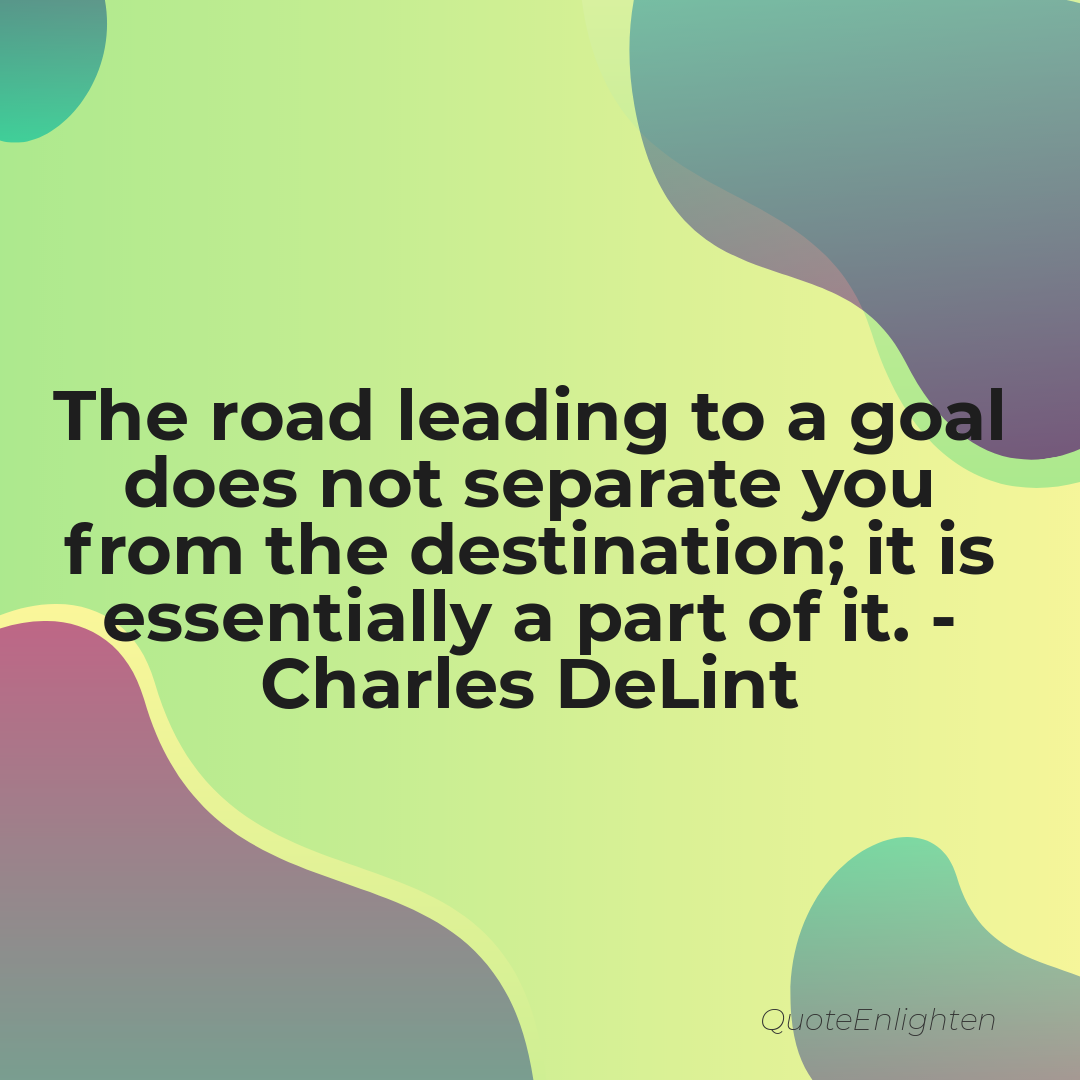 The road leading to a goal
does not separate you
from the destination; it is
essentially a part of it. -
Charles DeLint
QuoteEnlighten